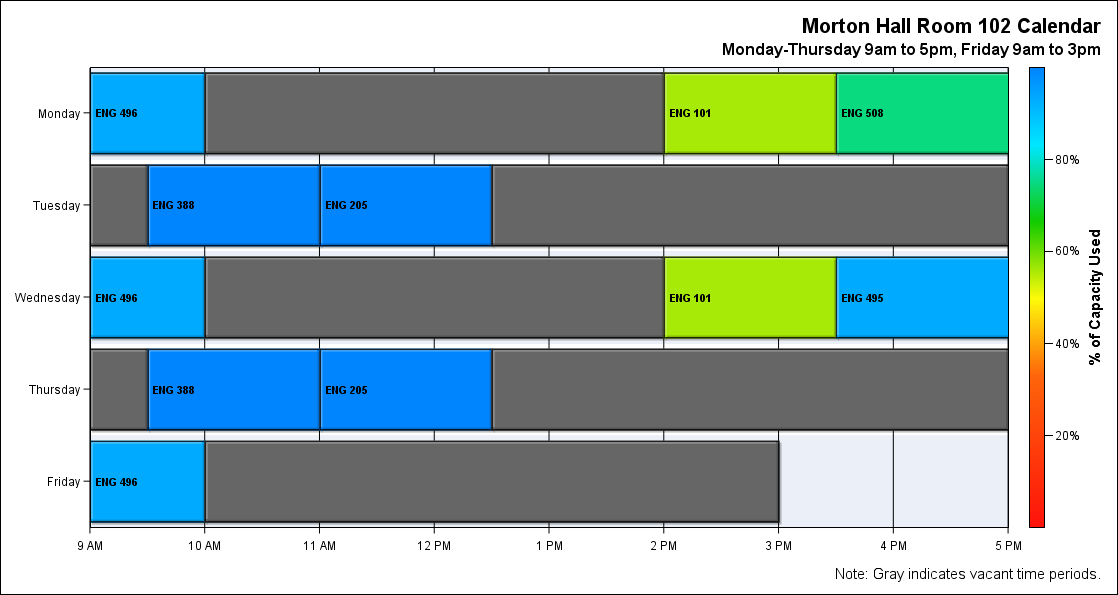 Morton Hall Room 102 Calendar
Monday-Thursday 9am to 5pm, Friday 9am to 3pm
Monday
ENG 496
ENG 101
ENG 508
Tuesday
ENG 388
ENG 205
Wednesday
ENG 496
ENG 101
ENG 495
Thursday
ENG 388
ENG 205
Friday
ENG 496
9 AM
10 AM
11 AM
12 PM
1 PM
2 PM
3 PM
4 PM
5 PM
80%
60%
40%
20%
% of Capacity Used
Note: Gray indicates vacant time periods.